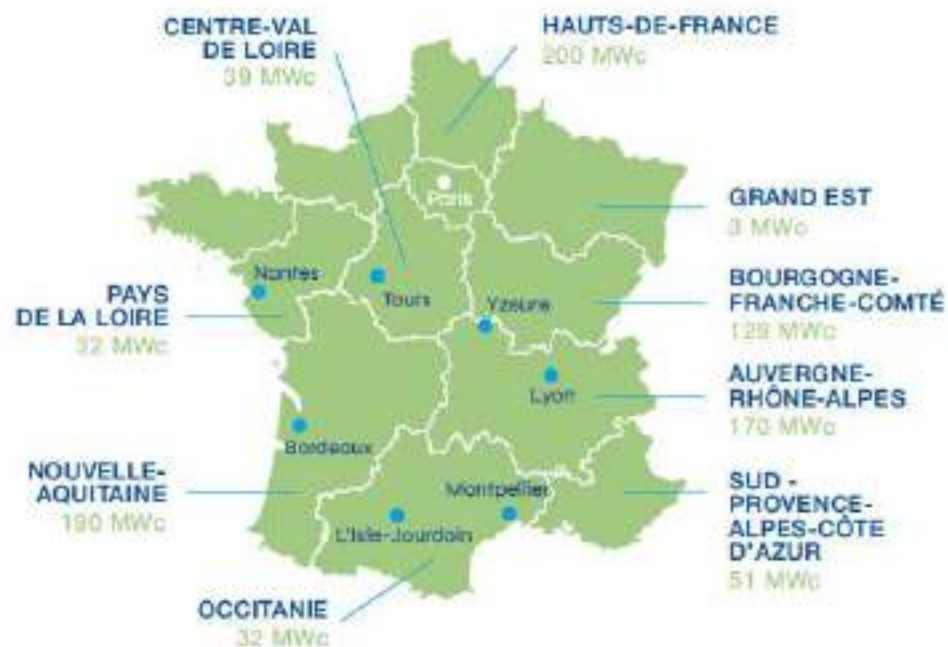 CENTRE-VAL
DE LOIRE
39 MWc
HAUTS-DE-FRANCE
200 MWc
Paris
GRAND EST
3 MWc
Nantes
Tours
Yzeure
PAYS
DE LA LOIRE
32 MWc
BOURGOGNE-
FRANCHE-COMTÉ
129 MWc
Lyon
AUVERGNE-
RHÔNE-ALPES
170 MWc
Bordeaux
NOUVELLE-
AQUITAINE
190 MWc
Montpellier
L'Isle-Jourdain
SUD -
PROVENCE-
ALPES-CÔTE
D'AZUR
51 MWc
OCCITANIE
32 MWc